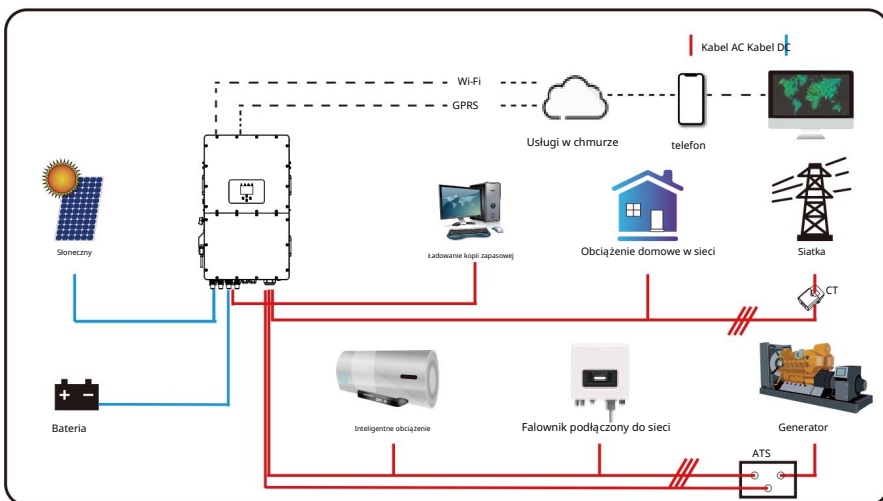 Kabel AC Kabel DC
Wi-Fi
GPRS
Usługi w chmurze
telefon
Słoneczny
Ładowanie kopii zapasowej
Obciążenie domowe w sieci
Siatka
CT
Bateria
Inteligentne obciążenie
Falownik podłączony do sieci
Generator
ATS